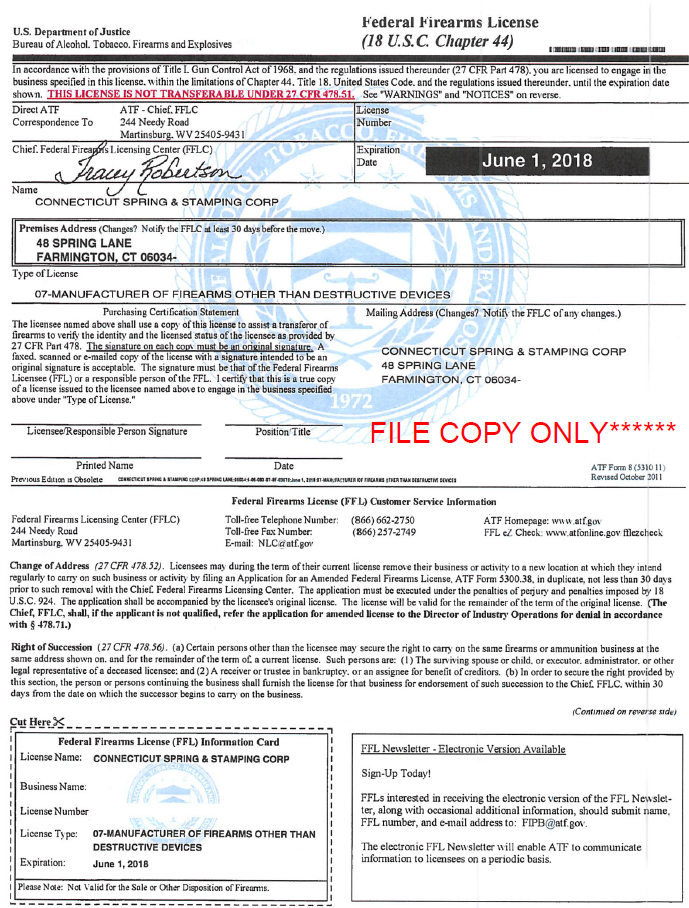 U.S. Department of Justice
Bureau of Alcohol, Tobacco, Firearms and Explosives
Federal Firearms License
(18 U.S.C. Chapter 44)
In accordance with the provisions of Title I, Gun Control Act of 1968, and the regulations issued thereunder (27 CFR Part 478), you are licensed to engage in the
business specified in this license, within the limitations of Chapter 44, Title 18, United States Code, and the regulations issued thereunder, until the expiration date
shown. THIS LICENSE IS NOT TRANSFERABLE UNDER 27 CFR 478.51. See "WARNINGS" and "NOTICES" on reverse.
Direct ATF
Correspondence To
ATF - Chief, FFLC
244 Needy Road
Martinsburg, WV 25405-9431
License
Number
Chief, Federal Firearms Licensing Center (FFLC)
Tracey Robertson
Expiration
Date
June 1, 2018
Name
CONNECTICUT SPRING & STAMPING CORP
Premises Address (Changes? Notify the FFLC at least 30 days before the move.)
48 SPRING LANE
FARMINGTON, CT 06034-
Type of License
07-MANUFACTURER OF FIREARMS OTHER THAN DESTRUCTIVE DEVICES
Purchasing Certification Statement
The licensee named above shall use a copy of this license to assist a transferor of
firearms to verify the identity and the licensed status of the licensee as provided by
27 CFR Part 478. The signature on each copy must be an original signature. A
faxed, scanned or e-mailed copy of the license with a signature intended to be an
original signature is acceptable. The signature must be that of the Federal Firearms
Licensee (FFL) or a responsible person of the FFL. I certify that this is a true copy
of a license issued to the licensee named above to engage in the business specified
above under "Type of License."
Mailing Address (Changes? Notify the FFLC of any changes.)
CONNECTICUT SPRING & STAMPING CORP
48 SPRING LANE
FARMINGTON, CT 06034-
1972
Licensee/Responsible Person Signature
Position/Title
FILE COPY ONLY******
Printed Name
Date
Previous Edition is Obsolete
ATF Form 8 (5310 11)
Revised October 2011
Federal Firearms License (FFL) Customer Service Information
Federal Firearms Licensing Center (FFLC)
244 Needy Road
Martinsburg, WV 25405-9431
Toll-free Telephone Number: (866) 662-2750
Toll-free Fax Number: (866) 257-2749
E-mail: NLC@atf.gov
ATF Homepage: www.atf.gov
FFL eZ Check: www.atfonline.gov fflezcheck
Change of Address (27 CFR 478.52). Licensees may during the term of their current license remove their business or activity to a new location at which they intend
regularly to carry on such business or activity by filing an Application for an Amended Federal Firearms License, ATF Form 5300.38, in duplicate, not less than 30 days
prior to such removal with the Chief, Federal Firearms Licensing Center. The application must be executed under the penalties of perjury and penalties imposed by 18
U.S.C. 924. The application shall be accompanied by the licensee's original license. The license will be valid for the remainder of the term of the original license. (The
Chief, FFLC, shall, if the applicant is not qualified, refer the application for amended license to the Director of Industry Operations for denial in accordance
with § 478.71.)
Right of Succession (27 CFR 478.56). (a) Certain persons other than the licensee may secure the right to carry on the same firearms or ammunition business at the
same address shown on, and for the remainder of the term of, a current license. Such persons are: (1) The surviving spouse or child, or executor, administrator, or other
legal representative of a deceased licensee; and (2) A receiver or trustee in bankruptcy, or an assignee for benefit of creditors. (b) In order to secure the right provided by
this section, the person or persons continuing the business shall furnish the license for that business for endorsement of such succession to the Chief, FFLC, within 30
days from the date on which the successor begins to carry on the business.
(Continued on reverse side)
Cut Here
Federal Firearms License (FFL) Information Card
License Name: CONNECTICUT SPRING & STAMPING CORP
Business Name:
License Number
License Type: 07-MANUFACTURER OF FIREARMS OTHER THAN
DESTRUCTIVE DEVICES
Expiration: June 1, 2018
Please Note: Not Valid for the Sale or Other Disposition of Firearms.
FFL Newsletter - Electronic Version Available
Sign-Up Today!
FFLs interested in receiving the electronic version of the FFL Newslet-
ter, along with occasional additional information, should submit name,
FFL number, and e-mail address to: FIPB@atf.gov.
The electronic FFL Newsletter will enable ATF to communicate
information to licensees on a periodic basis.